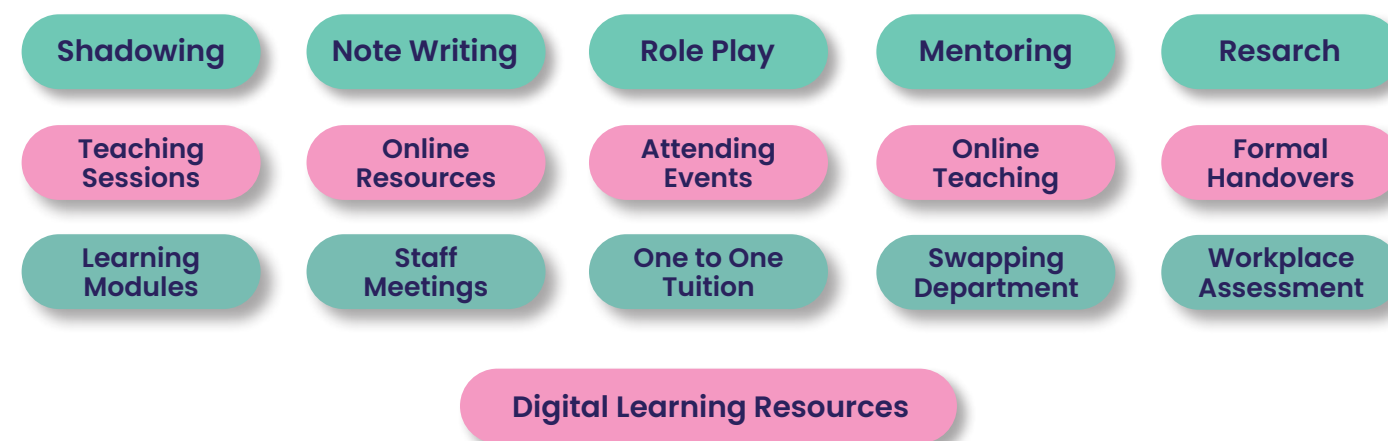 Shadowing
Note Writing
Role Play
Mentoring
Resarch
Teaching
Sessions
Online
Resources
Attending
Events
Online
Teaching
Formal
Handovers
Learning
Modules
Staff
Meetings
One to One
Tuition
Swapping
Department
Workplace
Assessment
Digital Learning Resources